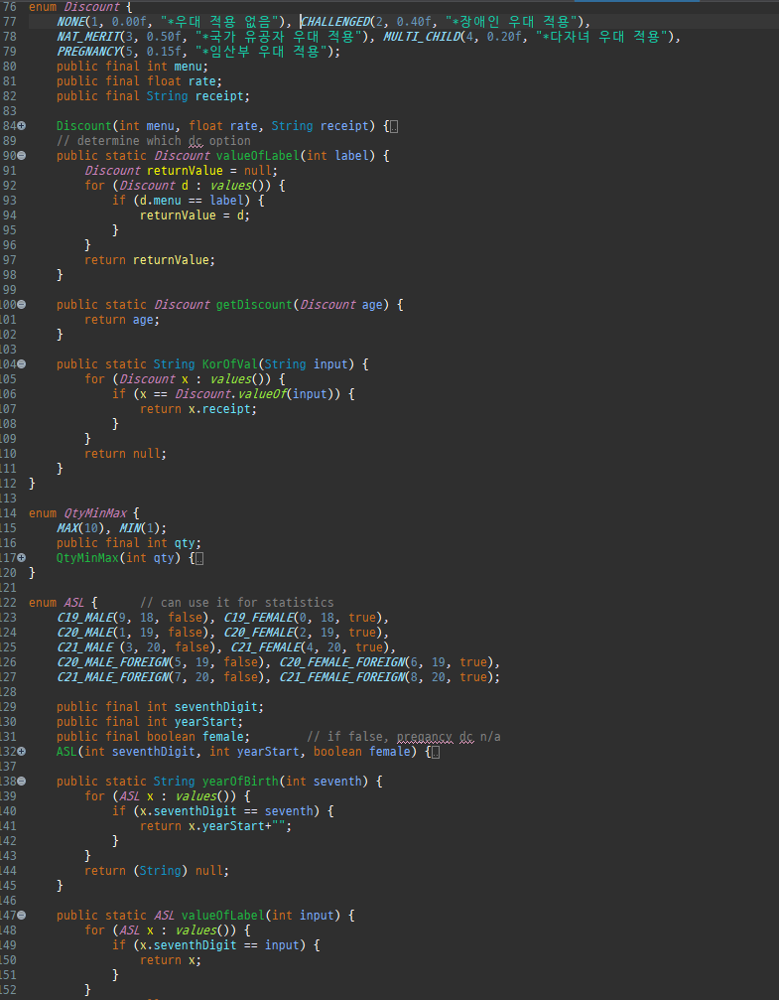 76 enum Discount {
77     NONE(1, 0.00f, "*우대 적용 없음"), CHALLENGED(2, 0.40f, "*장애인 우대 적용"),
78     NAT_MERIT(3, 0.50f, "*국가 유공자 우대 적용"), MULTI_CHILD(4, 0.20f, "*다자녀 우대 적용"),
79     PREGNANCY(5, 0.15f, "*임산부 우대 적용");
80     public final int menu;
81     public final float rate;
82     public final String receipt;
83
84     Discount(int menu, float rate, String receipt) {
89     // determine which dc option
90     public static Discount valueOfLabel(int label) {
91         Discount returnValue = null;
92         for (Discount d : values()) {
93             if (d.menu == label) {
94                 returnValue = d;
95             }
96         }
97         return returnValue;
98     }
99
100     public static Discount getDiscount(Discount age) {
101         return age;
102     }
103
104     public static String KorOfVal(String input) {
105         for (Discount x : values()) {
106             if (x == Discount.valueOf(input)) {
107                 return x.receipt;
108             }
109         }
110         return null;
111     }
112 }
113
114 enum QtyMinMax {
115     MAX(10), MIN(1);
116     public final int qty;
117     QtyMinMax(int qty) {
120 }
121
122 enum ASL {      // can use it for statistics
123     C19_MALE(9, 18, false), C19_FEMALE(0, 18, true),
124     C20_MALE(1, 19, false), C20_FEMALE(2, 19, true),
125     C21_MALE (3, 20, false), C21_FEMALE(4, 20, true),
126     C20_MALE_FOREIGN(5, 19, false), C20_FEMALE_FOREIGN(6, 19, true),
127     C21_MALE_FOREIGN(7, 20, false), C21_FEMALE_FOREIGN(8, 20, true);
128
129     public final int seventhDigit;
130     public final int yearStart;
131     public final boolean female;        // if false, pregancy dc n/a
132     ASL(int seventhDigit, int yearStart, boolean female) {
137
138     public static String yearOfBirth(int seventh) {
139         for (ASL x : values()) {
140             if (x.seventhDigit == seventh) {
141                 return x.yearStart+"";
142             }
143         }
144         return (String) null;
145     }
146
147     public static ASL valueOfLabel(int input) {
148         for (ASL x : values()) {
149             if (x.seventhDigit == input) {
150                 return x;
151             }
152         }